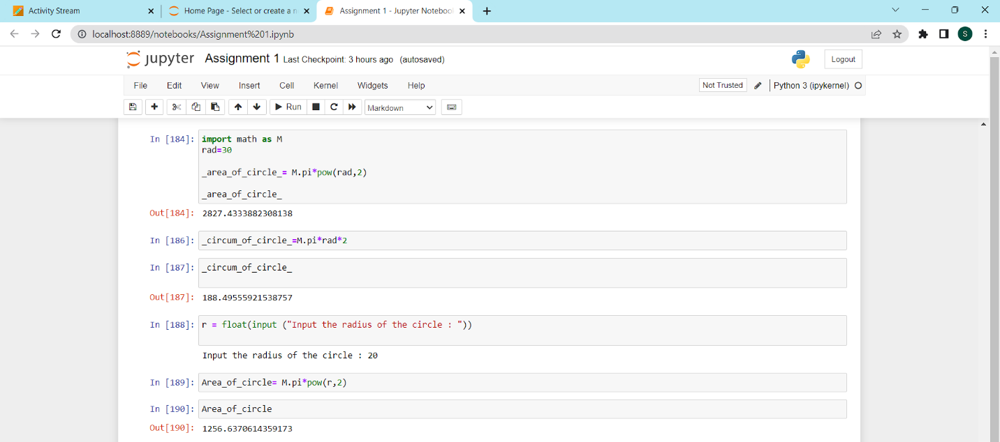 Activity Stream
Home Page - Select or create a n
Assignment 1 - Jupyter Noteboo
localhost:8889/notebooks/Assignment%201.ipynb
S
jupyter Assignment 1 Last Checkpoint: 3 hours ago (autosaved)
Logout
File Edit View Insert Cell Kernel Widgets Help
Not Trusted
Python 3 (ipykernel)
Run
Markdown
In [184]: import math as M
rad=30
_area_of_circle_= M.pi*pow(rad,2)
_area_of_circle_
Out[184]: 2827.4333882308138
In [186]: _circum_of_circle_=M.pi*rad*2
In [187]: _circum_of_circle_
Out[187]: 188.49555921538757
In [188]: r = float(input ("Input the radius of the circle : "))
Input the radius of the circle : 20
In [189]: Area_of_circle= M.pi*pow(r,2)
In [190]: Area_of_circle
Out[190]: 1256.6370614359173